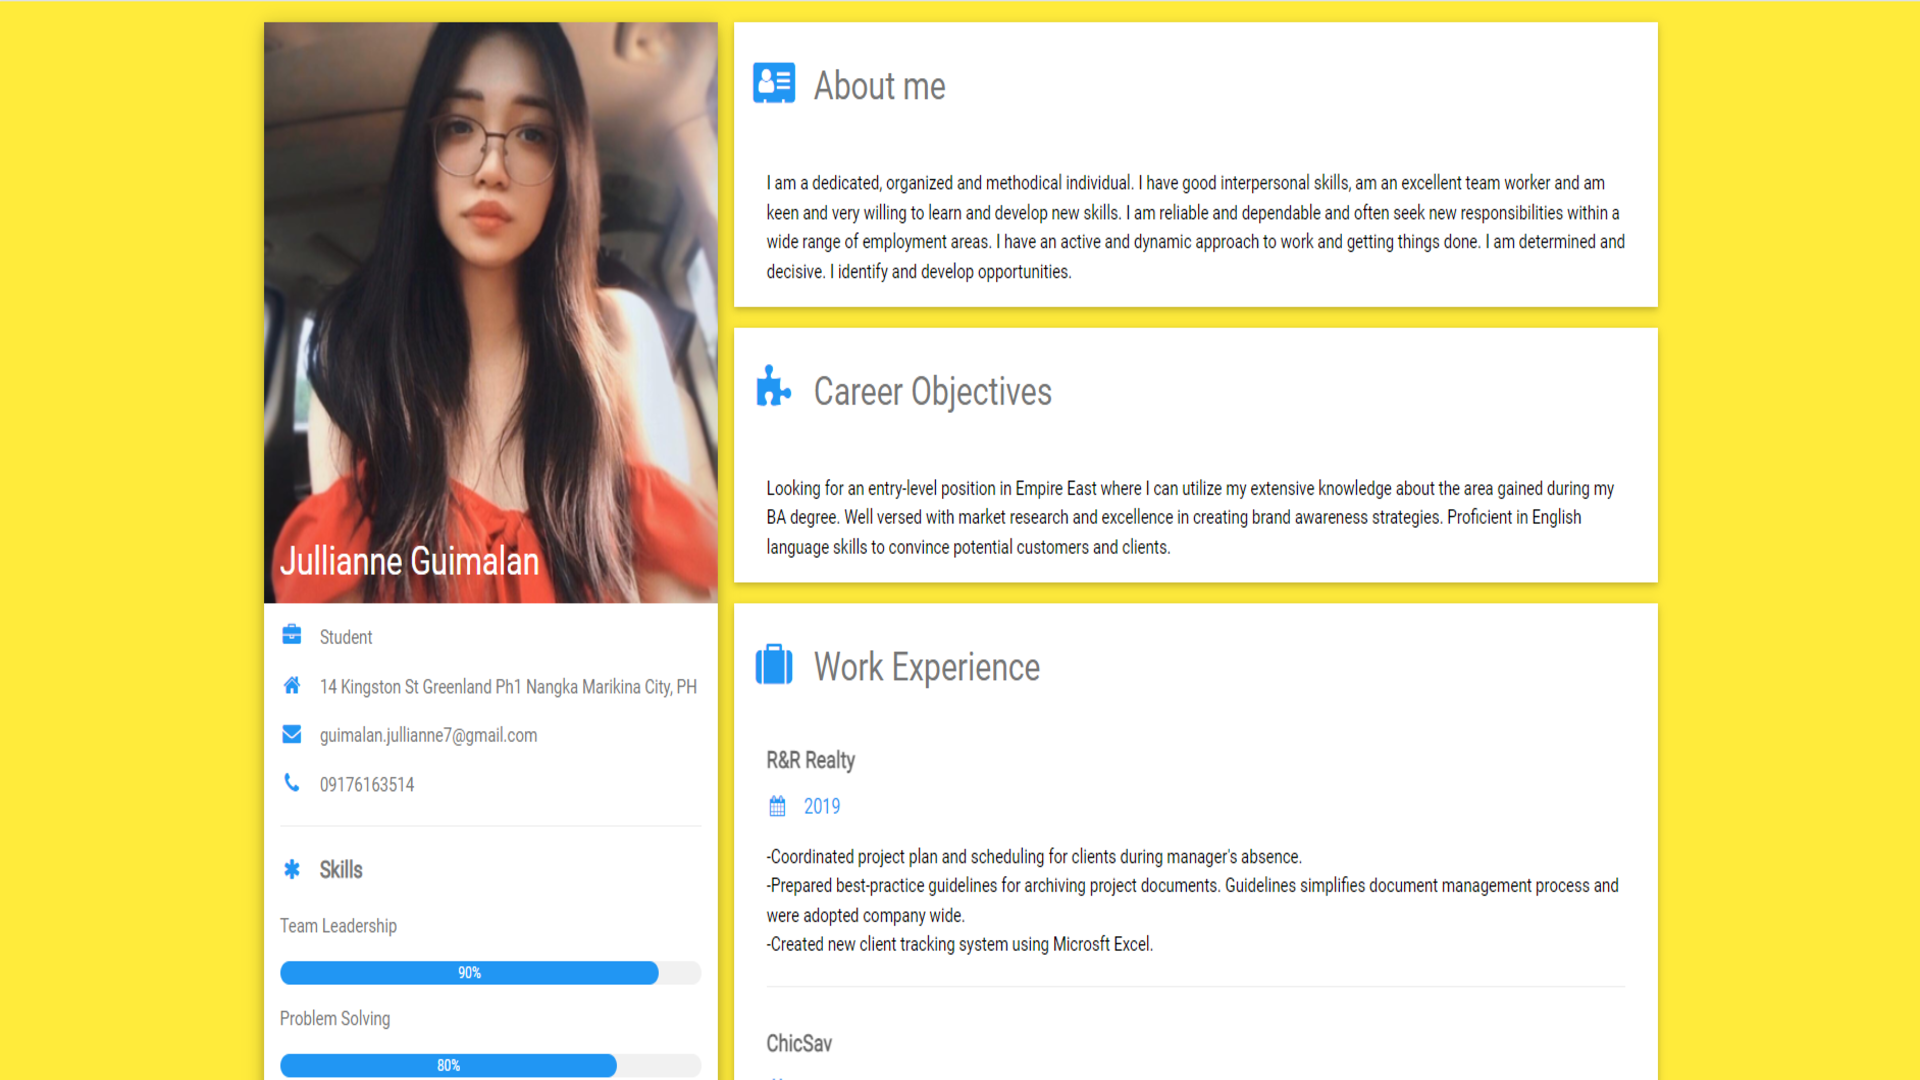 Jullianne Guimalan
Student
14 Kingston St Greenland Ph1 Nangka Marikina City, PH
guimalan.jullianne7@gmail.com
09176163514
Skills
Team Leadership
90%
Problem Solving
80%
About me
I am a dedicated, organized and methodical individual. I have good interpersonal skills, am an excellent team worker and am
keen and very willing to learn and develop new skills. I am reliable and dependable and often seek new responsibilities within a
wide range of employment areas. I have an active and dynamic approach to work and getting things done. I am determined and
decisive. I identify and develop opportunities.
Career Objectives
Looking for an entry-level position in Empire East where I can utilize my extensive knowledge about the area gained during my
BA degree. Well versed with market research and excellence in creating brand awareness strategies. Proficient in English
language skills to convince potential customers and clients.
Work Experience
R&R Realty
2019
-Coordinated project plan and scheduling for clients during manager's absence.
-Prepared best-practice guidelines for archiving project documents. Guidelines simplifies document management process and
were adopted company wide.
-Created new client tracking system using Microsft Excel.
ChicSav